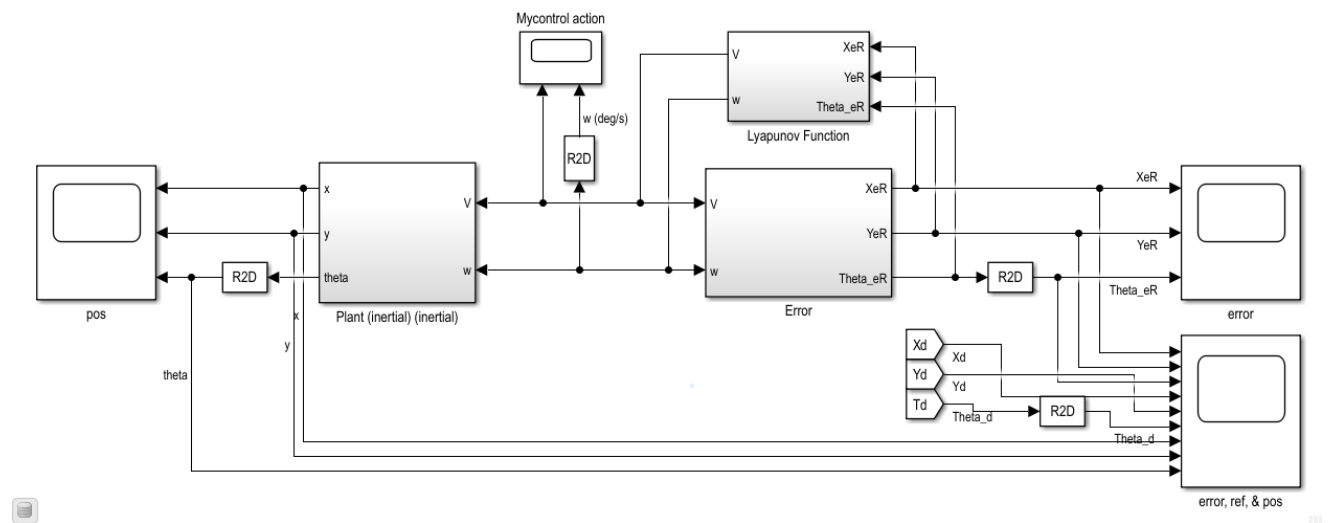 Mycontrol action
V
w
XeR
YeR
Theta_eR
Lyapunov Function
w (deg/s)
R2D
x
y
theta
V
w
Plant (inertial) (inertial)
R2D
pos
x
y
theta
V
w
XeR
YeR
Theta_eR
Error
R2D
XeR
YeR
Theta_eR
error
Xd
Yd
Td
Xd
Yd
Theta_d
R2D
Theta_d
error, ref, & pos